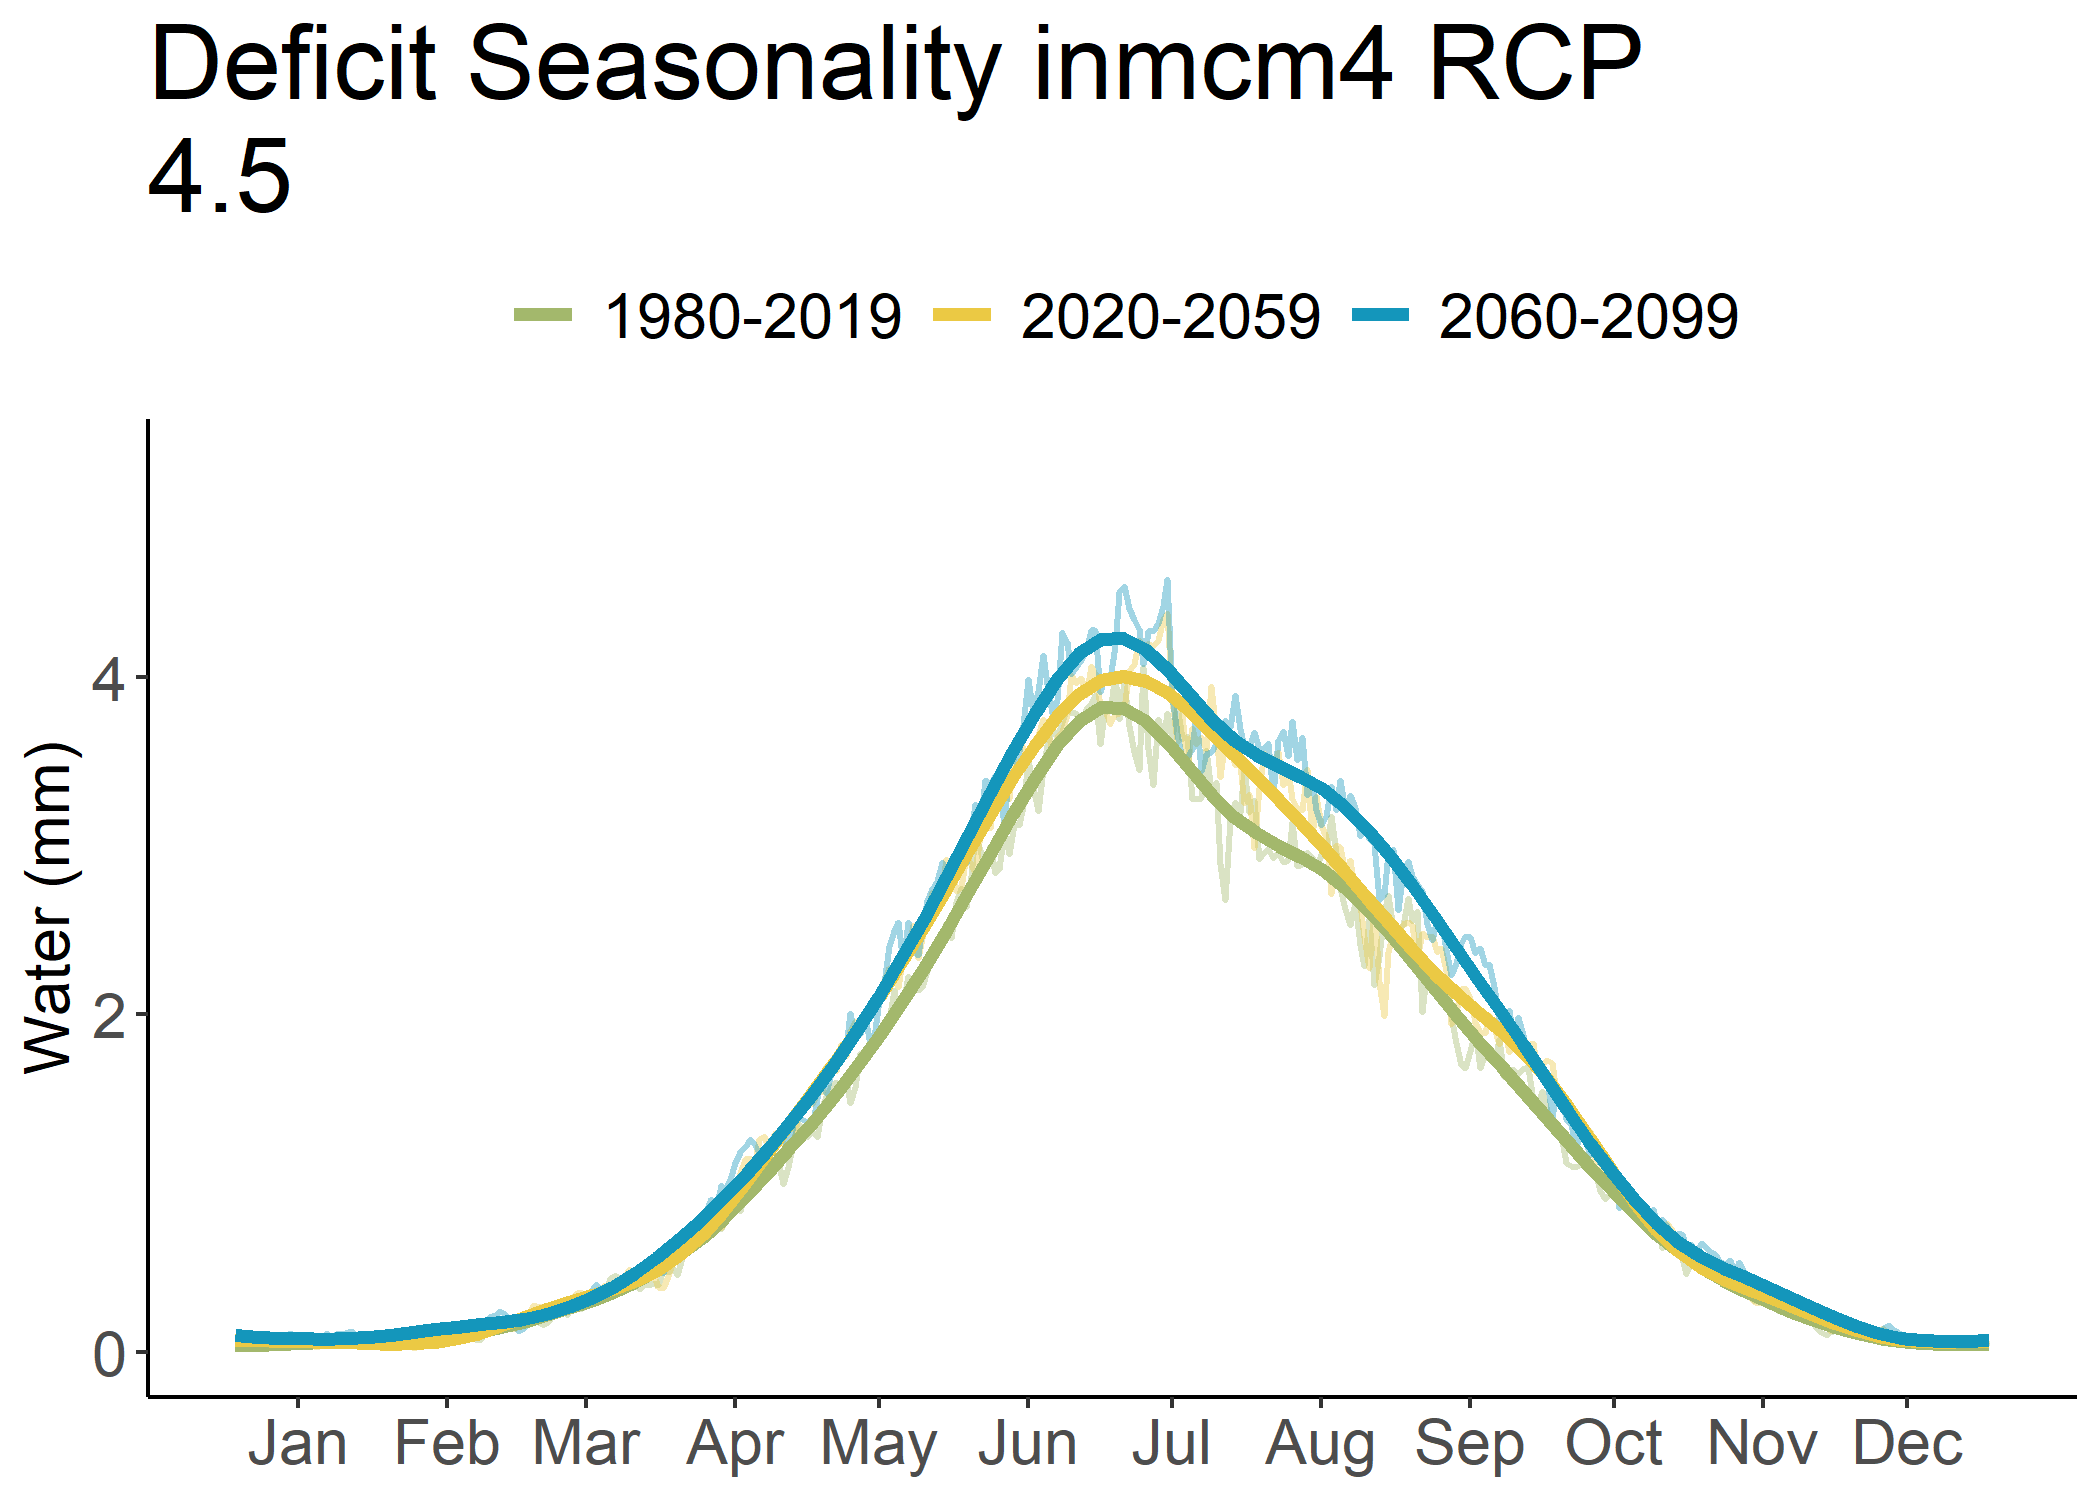 Deficit Seasonality inmcm4 RCP
4.5
1980-2019 2020-2059 2060-2099
Water (mm)
4
2
0
Jan Feb Mar Apr May Jun Jul Aug Sep Oct Nov Dec